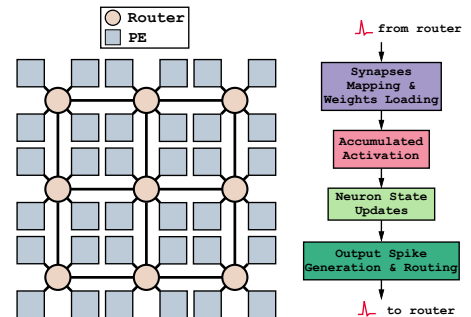 Router
PE
from router
Synapses
Mapping &
Weights Loading
Accumulated
Activation
Neuron State
Updates
Output Spike
Generation & Routing
to router